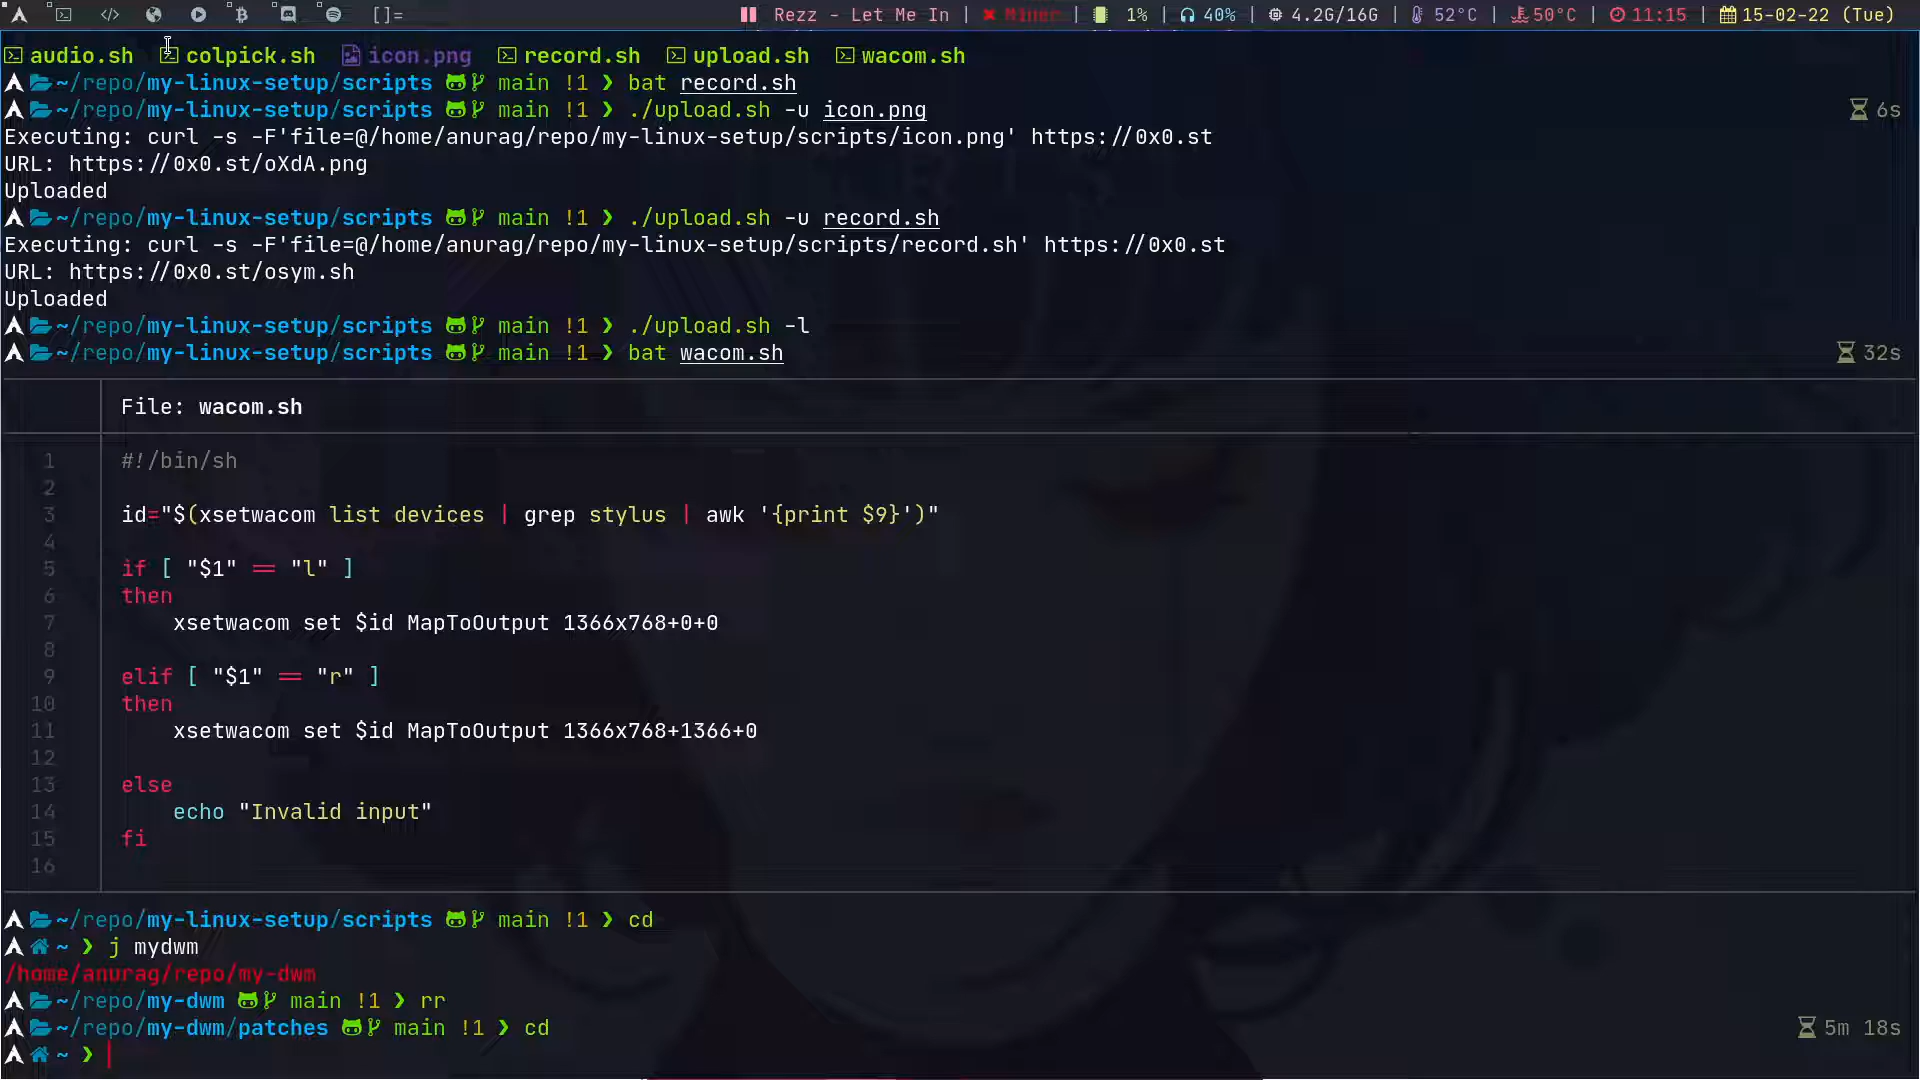 []= Rezz - Let Me In | Miner | 1% | 40% | 4.2G/16G | 52°C | 50°C | 11:15 | 15-02-22 (Tue)
audio.sh colpick.sh icon.png record.sh upload.sh wacom.sh
~/repo/my-linux-setup/scripts main !1 ❯ bat record.sh
~/repo/my-linux-setup/scripts main !1 ❯ ./upload.sh -u icon.png 6s
Executing: curl -s -F'file=@/home/anurag/repo/my-linux-setup/scripts/icon.png' https://0x0.st
URL: https://0x0.st/oXdA.png
Uploaded
~/repo/my-linux-setup/scripts main !1 ❯ ./upload.sh -u record.sh
Executing: curl -s -F'file=@/home/anurag/repo/my-linux-setup/scripts/record.sh' https://0x0.st
URL: https://0x0.st/osym.sh
Uploaded
~/repo/my-linux-setup/scripts main !1 ❯ ./upload.sh -l
~/repo/my-linux-setup/scripts main !1 ❯ bat wacom.sh 32s
File: wacom.sh
1 #!/bin/sh
2
3 id="$(xsetwacom list devices | grep stylus | awk '{print $9}')"
4
5 if [ "$1" == "l" ]
6 then
7 xsetwacom set $id MapToOutput 1366x768+0+0
8
9 elif [ "$1" == "r" ]
10 then
11 xsetwacom set $id MapToOutput 1366x768+1366+0
12
13 else
14 echo "Invalid input"
15 fi
16
~/repo/my-linux-setup/scripts main !1 ❯ cd
~ ❯ j mydwm
/home/anurag/repo/my-dwm
~/repo/my-dwm main !1 ❯ rr
~/repo/my-dwm/patches main !1 ❯ cd 5m 18s
~ ❯